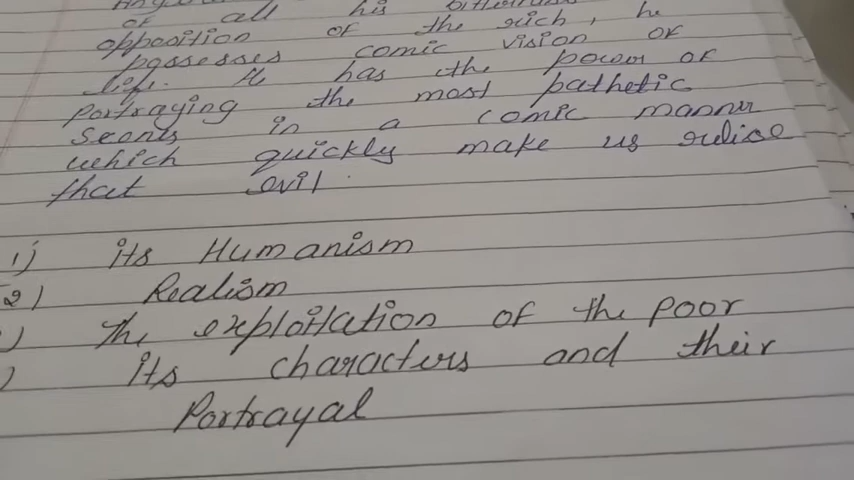 of all his
opposition of the rich, he
possesses comic vision of
life. He has the power of
portraying the most pathetic
scents in a comic manner
which quickly make us relise
that evil.
1) its Humanism
2) Realism
) The exploitation of the poor
) its characters and their
Portrayal